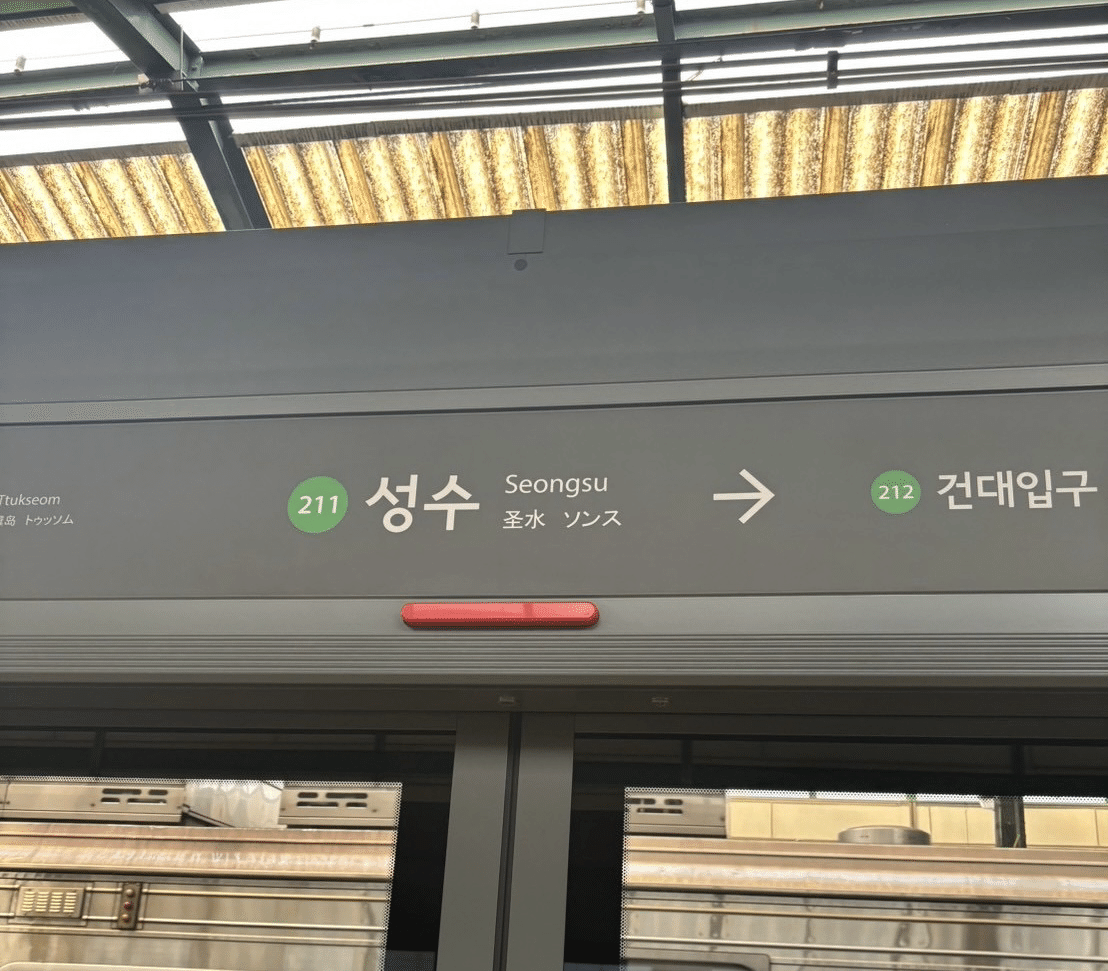 Ttukseom
岛 トゥッソム
211 성수
Seongsu
圣水 ソンス
→
212 건대입구